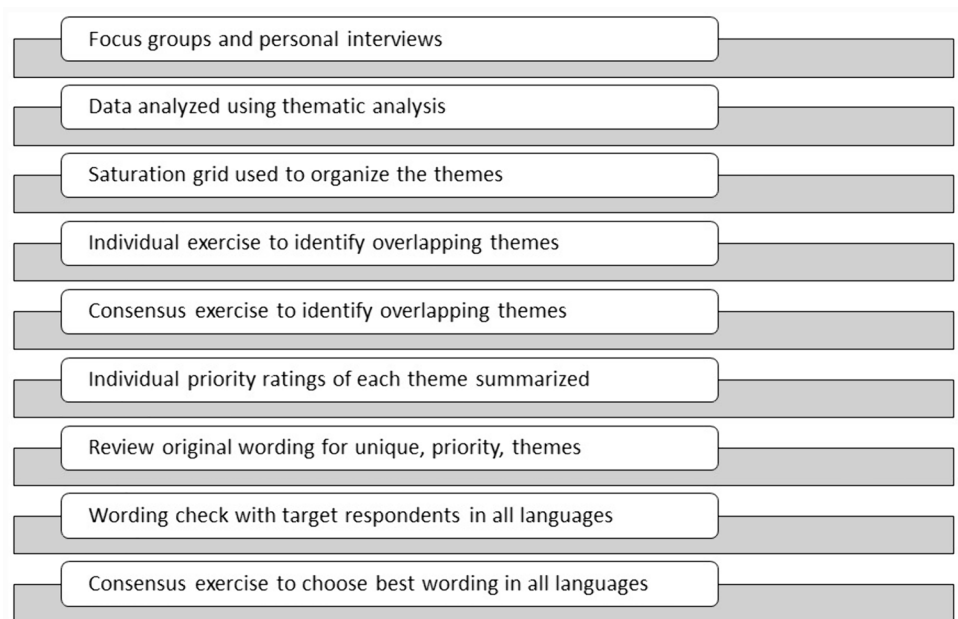 Focus groups and personal interviews
Data analyzed using thematic analysis
Saturation grid used to organize the themes
Individual exercise to identify overlapping themes
Consensus exercise to identify overlapping themes
Individual priority ratings of each theme summarized
Review original wording for unique, priority, themes
Wording check with target respondents in all languages
Consensus exercise to choose best wording in all languages